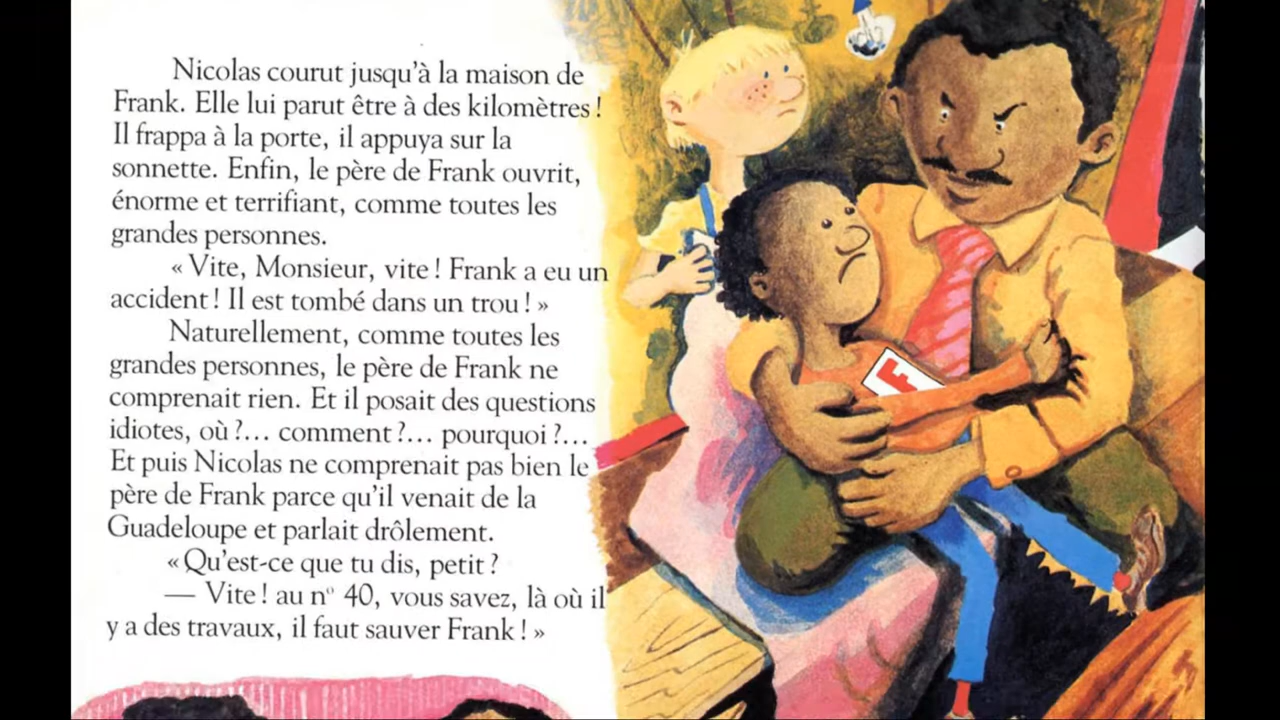 Nicolas courut jusqu'à la maison de
Frank. Elle lui parut être à des kilomètres !
Il frappa à la porte, il appuya sur la
sonnette. Enfin, le père de Frank ouvrit,
énorme et terrifiant, comme toutes les
grandes personnes.
« Vite, Monsieur, vite ! Frank a eu un
accident ! Il est tombé dans un trou ! »
Naturellement, comme toutes les
grandes personnes, le père de Frank ne
comprenait rien. Et il posait des questions
idiotes, où ?... comment ?... pourquoi ?...
Et puis Nicolas ne comprenait pas bien le
père de Frank parce qu'il venait de la
Guadeloupe et parlait drôlement.
« Qu'est-ce que tu dis, petit ?
— Vite ! au nº 40, vous savez, là où il
y a des travaux, il faut sauver Frank ! »
F